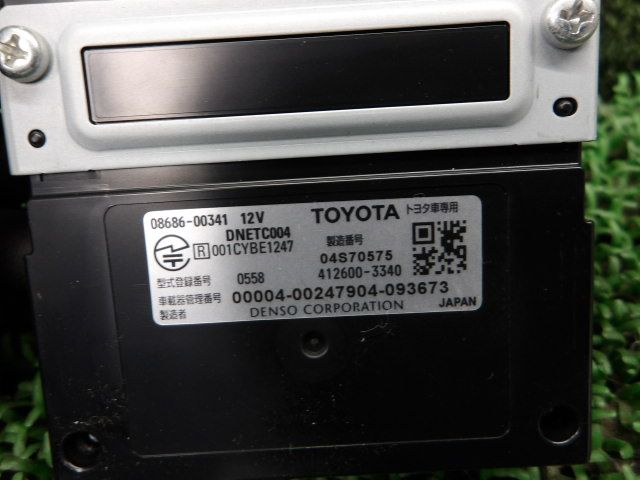 08686-00341 12V TOYOTA トヨタ車専用
DNETC004 製造番号
R 001CYBE1247 04S70575
型式登録番号 0558 412600-3340
車載器管理番号 00004-00247904-093673
製造者 DENSO CORPORATION JAPAN